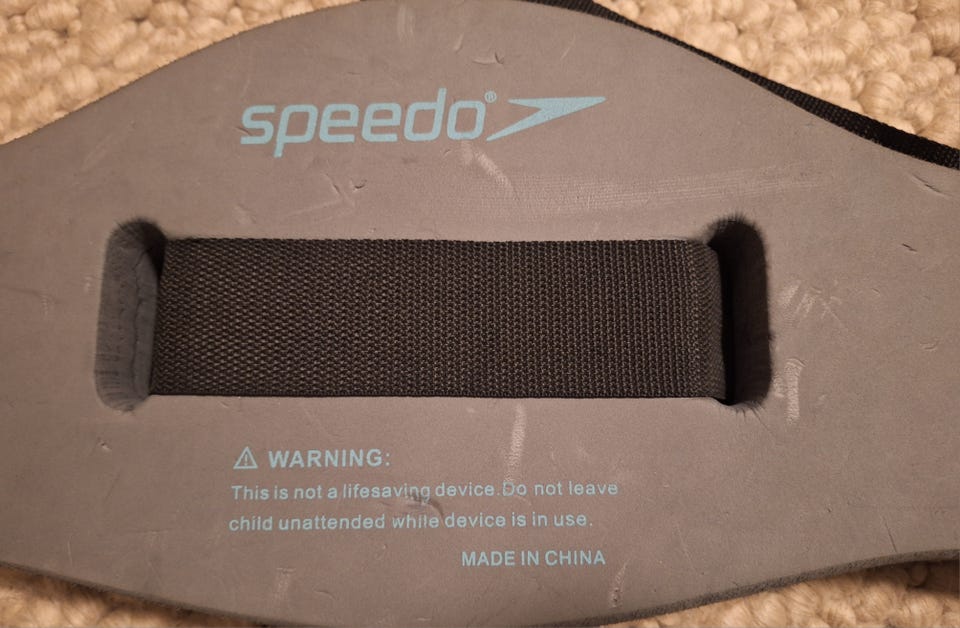 speedo®
⚠ WARNING:
This is not a lifesaving device.Do not leave
child unattended while device is in use.
MADE IN CHINA